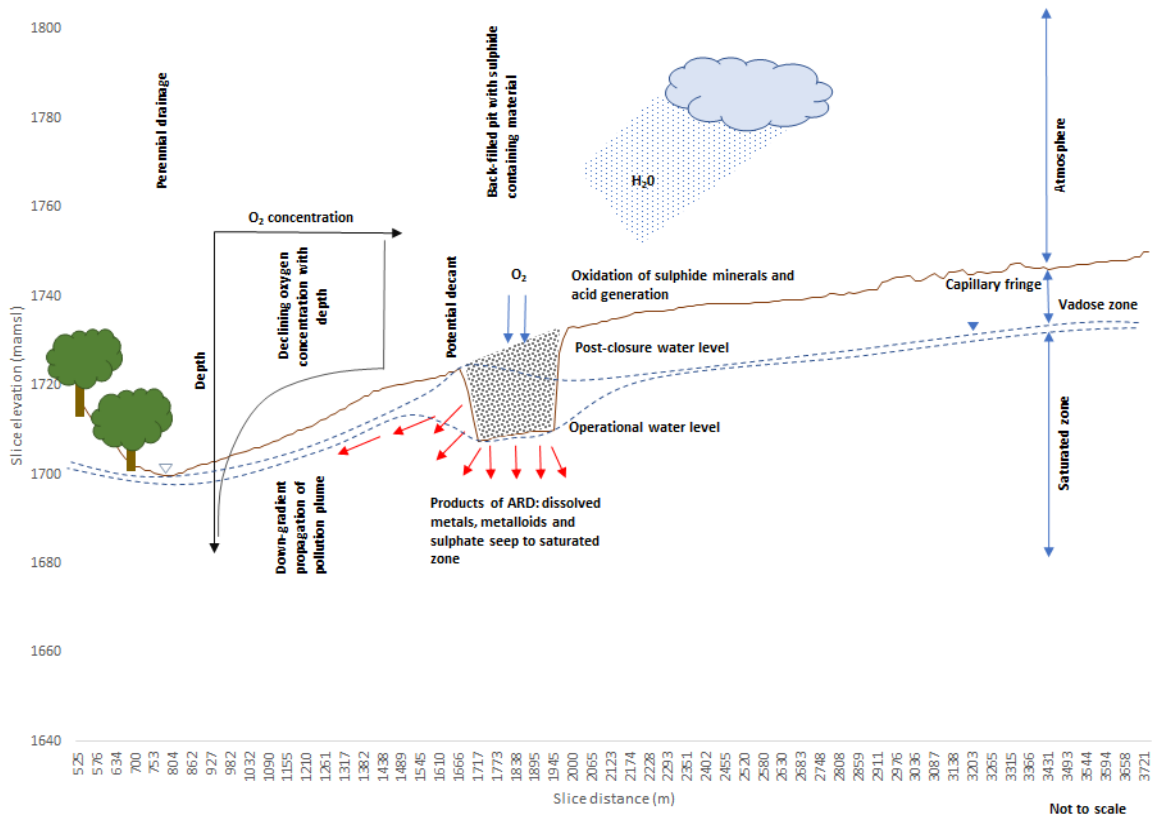 1800
1780
1760
1740
1720
1700
1680
1660
1640
Slice elevation (mamsl)
Perennial drainage
Back-filled pit with sulphide
containing material
H₂0
Atmosphere
O₂ concentration
Declining oxygen
concentration with
depth
Depth
Potential decant
O₂
Oxidation of sulphide minerals and
acid generation
Capillary fringe
Vadose zone
Post-closure water level
Operational water level
Saturated zone
Down-gradient
propagation of
pollution plume
Products of ARD: dissolved
metals, metalloids and
sulphate seep to saturated
zone
525 576 634 700 753 804 862 927 982 1032 1090 1155 1210 1261 1317 1382 1438 1489 1545 1610 1666 1717 1773 1838 1895 1945 2000 2065 2123 2174 2228 2293 2351 2402 2455 2520 2580 2630 2683 2748 2808 2859 2911 2976 3036 3087 3138 3203 3265 3315 3366 3431 3493 3544 3594 3658 3721
Slice distance (m)
Not to scale